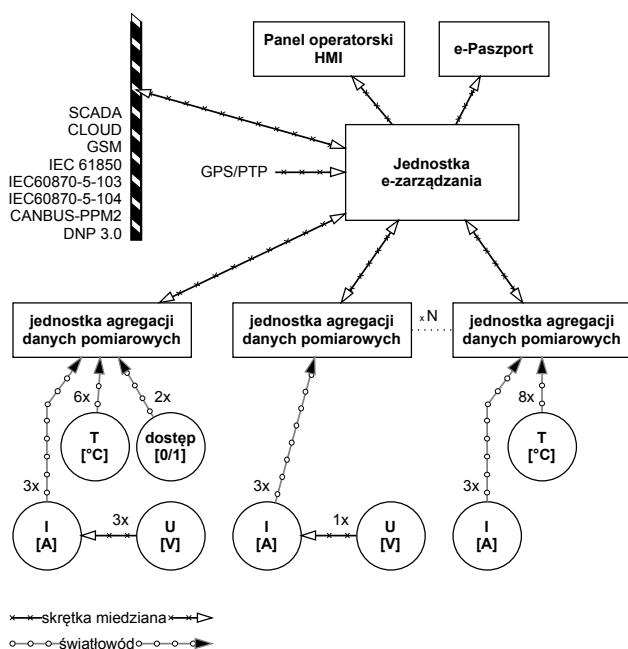 Panel operatorski
HMI
e-Paszport
SCADA
CLOUD
GSM
IEC 61850
IEC60870-5-103
IEC60870-5-104
CANBUS-PPM2
DNP 3.0
GPS/PTP
Jednostka
e-zarządzania
jednostka agregacji
danych pomiarowych
jednostka agregacji
danych pomiarowych
x N
jednostka agregacji
danych pomiarowych
6x
2x
8x
T
[°C]
dostęp
[0/1]
T
[°C]
3x
3x
3x
I
[A]
3x
U
[V]
I
[A]
1x
U
[V]
I
[A]
skrętka miedziana
światłowód